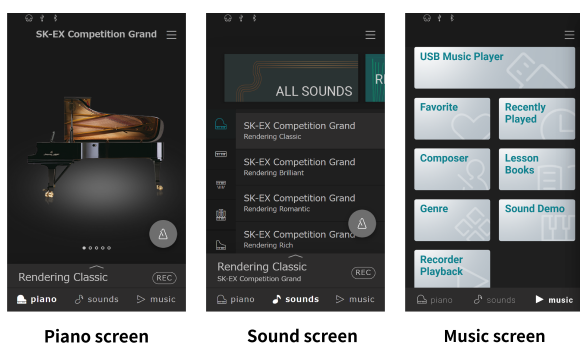 SK-EX Competition Grand
Rendering Classic
REC
piano
sounds
music
Piano screen
ALL SOUNDS
SK-EX Competition Grand
Rendering Classic
SK-EX Competition Grand
Rendering Brilliant
SK-EX Competition Grand
Rendering Romantic
SK-EX Competition Grand
Rendering Rich
Rendering Classic
SK-EX Competition Grand
REC
piano
sounds
music
Sound screen
USB Music Player
Favorite
Recently
Played
Composer
Lesson
Books
Genre
Sound Demo
Recorder
Playback
piano
sounds
music
Music screen